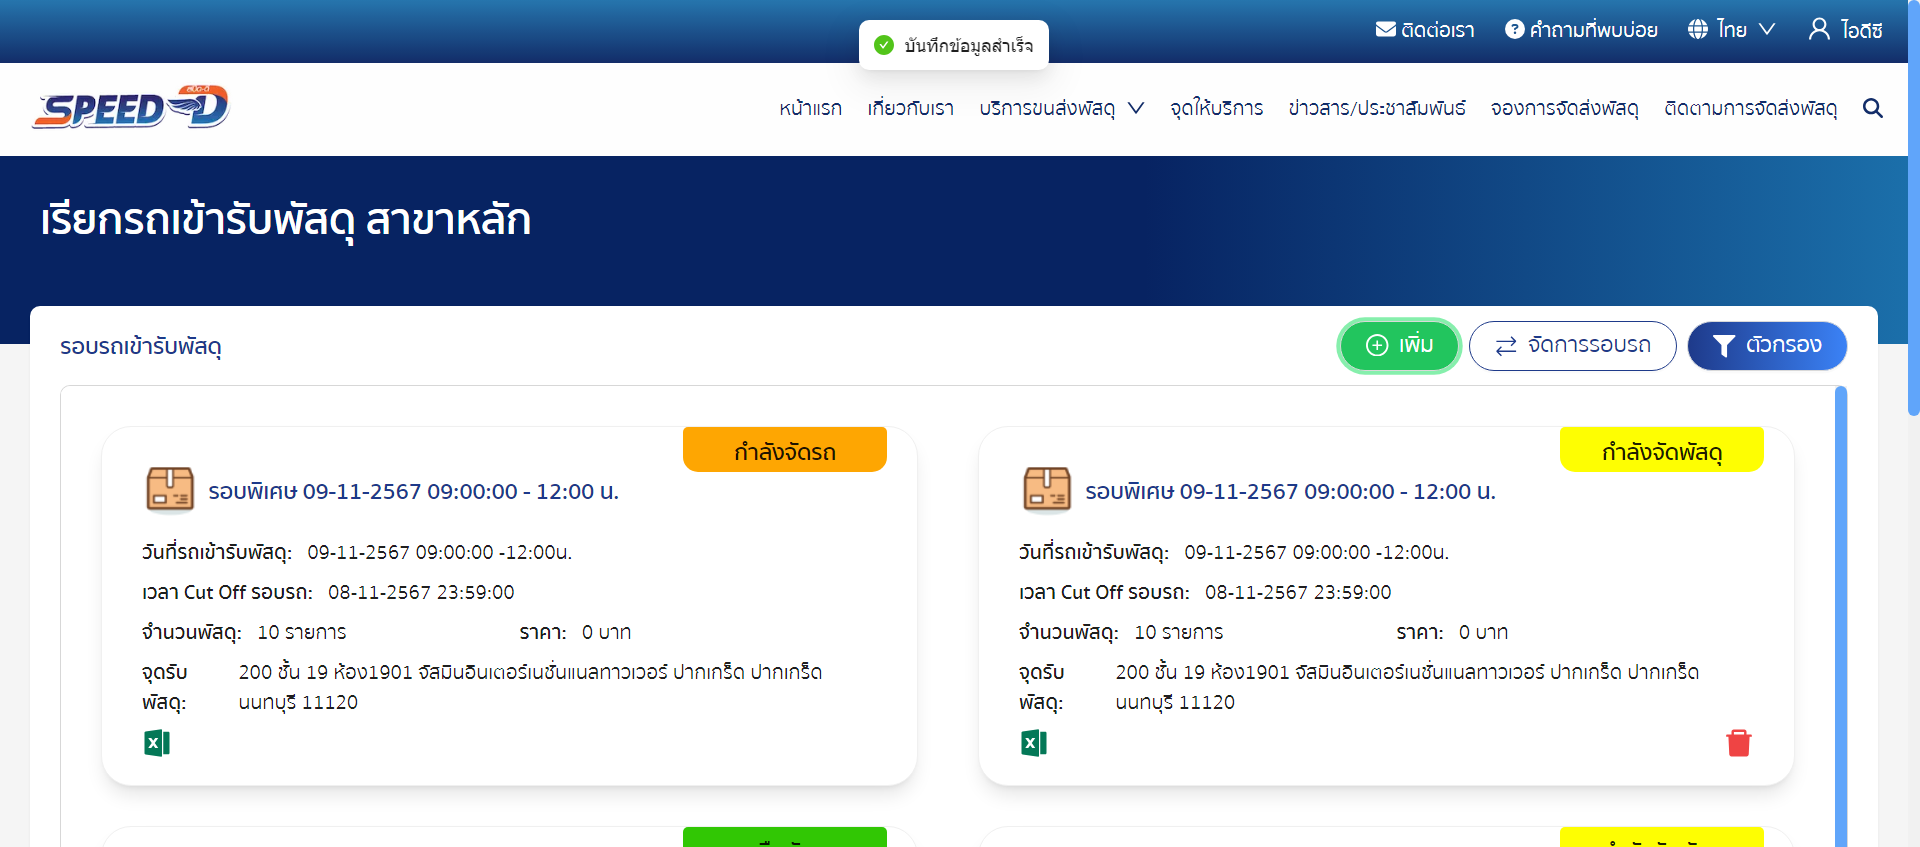 ติดต่อเรา คำถามที่พบบ่อย ไทย ไอดีซี
บันทึกข้อมูลสำเร็จ
สปีด-ดี
SPEED-D
หน้าแรก เกี่ยวกับเรา บริการขนส่งพัสดุ จุดให้บริการ ข่าวสาร/ประชาสัมพันธ์ จองการจัดส่งพัสดุ ติดตามการจัดส่งพัสดุ
เรียกรถเข้ารับพัสดุ สาขาหลัก
รอบรถเข้ารับพัสดุ
เพิ่ม จัดการรอบรถ ตัวกรอง
กำลังจัดรถ
รอบพิเศษ 09-11-2567 09:00:00 - 12:00 น.
วันที่รถเข้ารับพัสดุ: 09-11-2567 09:00:00 -12:00น.
เวลา Cut Off รอบรถ: 08-11-2567 23:59:00
จำนวนพัสดุ: 10 รายการ ราคา: 0 บาท
จุดรับพัสดุ: 200 ชั้น 19 ห้อง1901 จัสมินอินเตอร์เนชั่นแนลทาวเวอร์ ปากเกร็ด ปากเกร็ด
นนทบุรี 11120
กำลังจัดพัสดุ
รอบพิเศษ 09-11-2567 09:00:00 - 12:00 น.
วันที่รถเข้ารับพัสดุ: 09-11-2567 09:00:00 -12:00น.
เวลา Cut Off รอบรถ: 08-11-2567 23:59:00
จำนวนพัสดุ: 10 รายการ ราคา: 0 บาท
จุดรับพัสดุ: 200 ชั้น 19 ห้อง1901 จัสมินอินเตอร์เนชั่นแนลทาวเวอร์ ปากเกร็ด ปากเกร็ด
นนทบุรี 11120